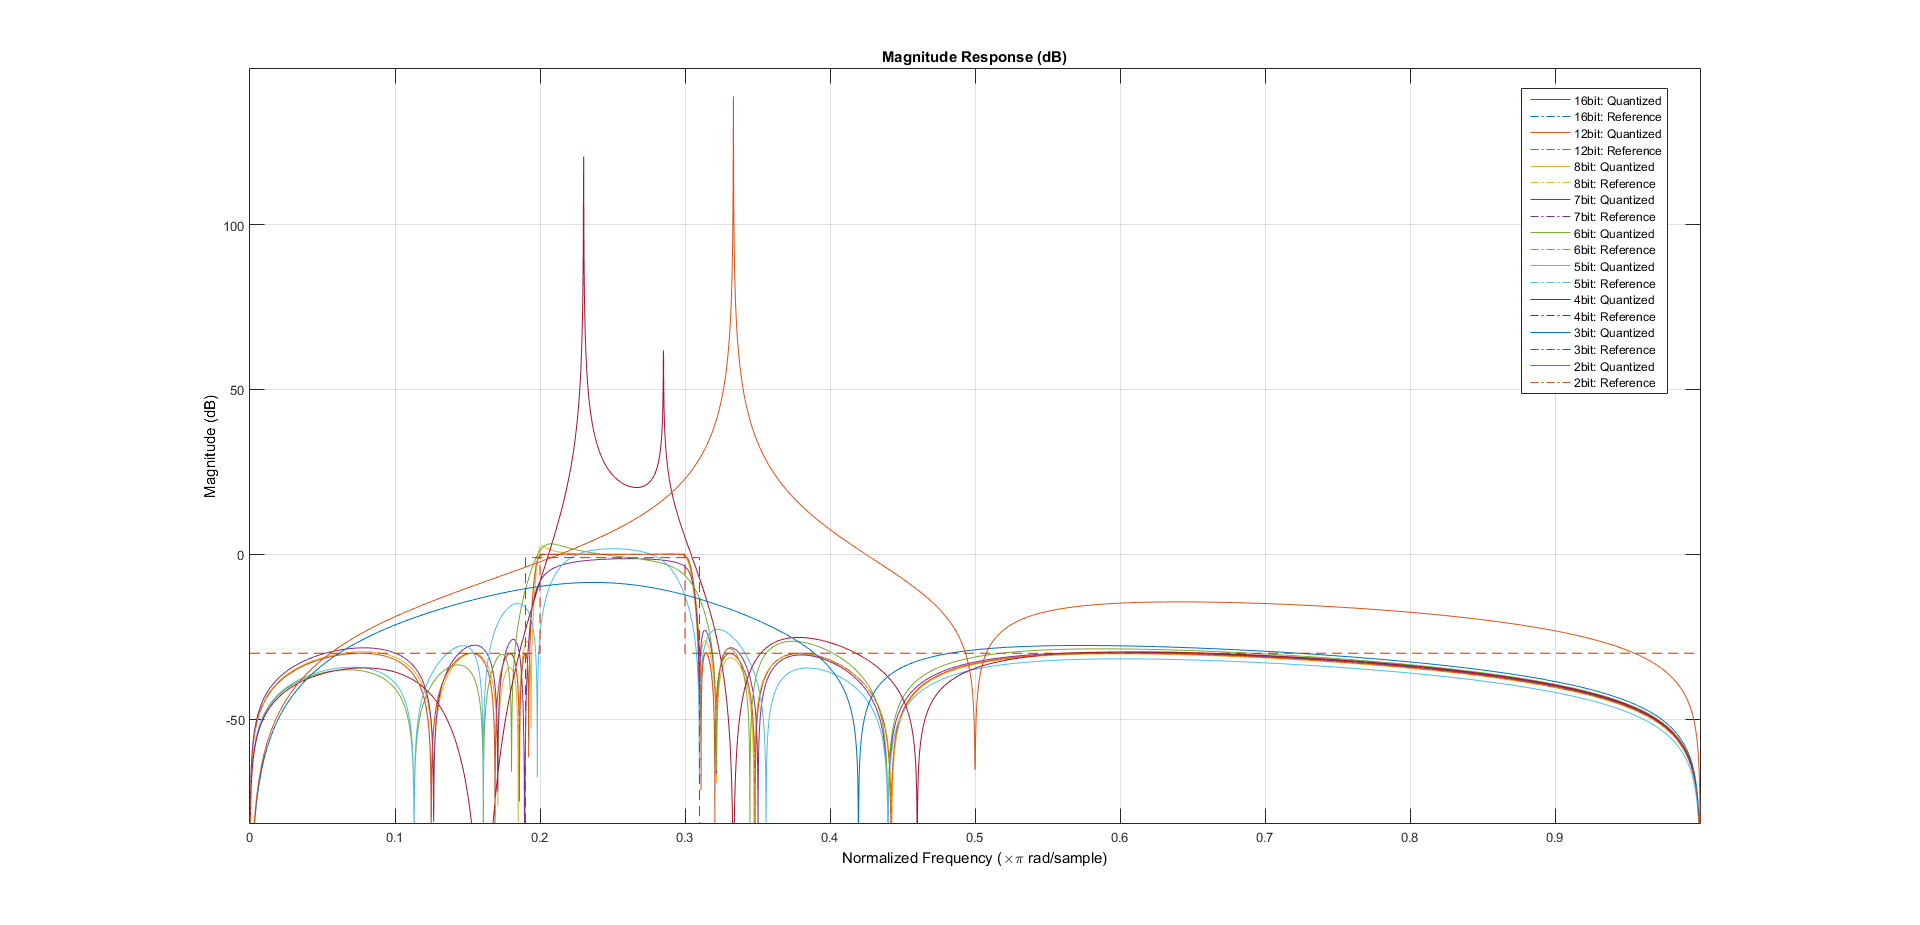 Magnitude Response (dB)
16bit: Quantized
16bit: Reference
12bit: Quantized
12bit: Reference
8bit: Quantized
8bit: Reference
7bit: Quantized
7bit: Reference
6bit: Quantized
6bit: Reference
5bit: Quantized
5bit: Reference
4bit: Quantized
4bit: Reference
3bit: Quantized
3bit: Reference
2bit: Quantized
2bit: Reference
100
50
0
-50
Magnitude (dB)
0 0.1 0.2 0.3 0.4 0.5 0.6 0.7 0.8 0.9
Normalized Frequency (×π rad/sample)